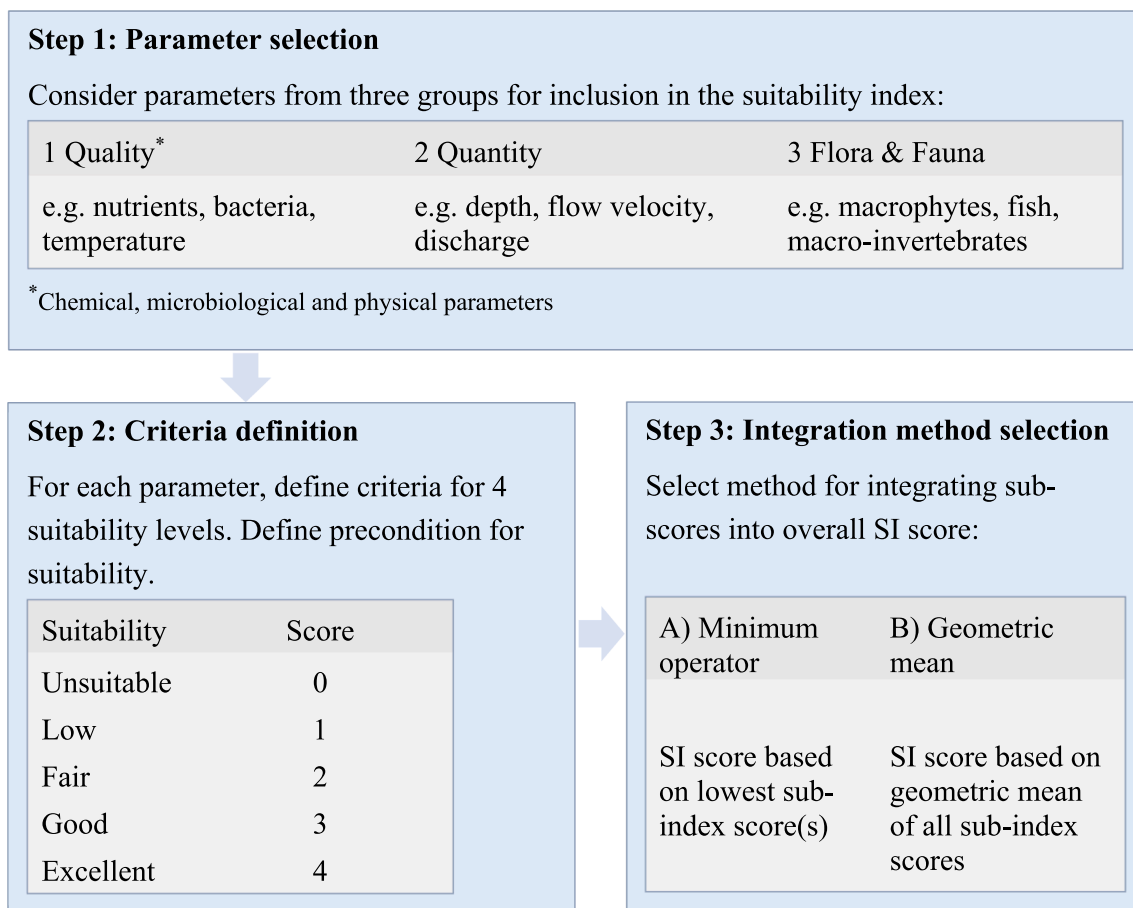 Step 1: Parameter selection
Consider parameters from three groups for inclusion in the suitability index:
1 Quality* 2 Quantity 3 Flora & Fauna
e.g. nutrients, bacteria, e.g. depth, flow velocity, e.g. macrophytes, fish,
temperature discharge macro-invertebrates
*Chemical, microbiological and physical parameters
Step 2: Criteria definition
For each parameter, define criteria for 4
suitability levels. Define precondition for
suitability.
Suitability Score
Unsuitable 0
Low 1
Fair 2
Good 3
Excellent 4
Step 3: Integration method selection
Select method for integrating sub-
scores into overall SI score:
A) Minimum B) Geometric
operator mean
SI score based SI score based on
on lowest sub- geometric mean
index score(s) of all sub-index
scores